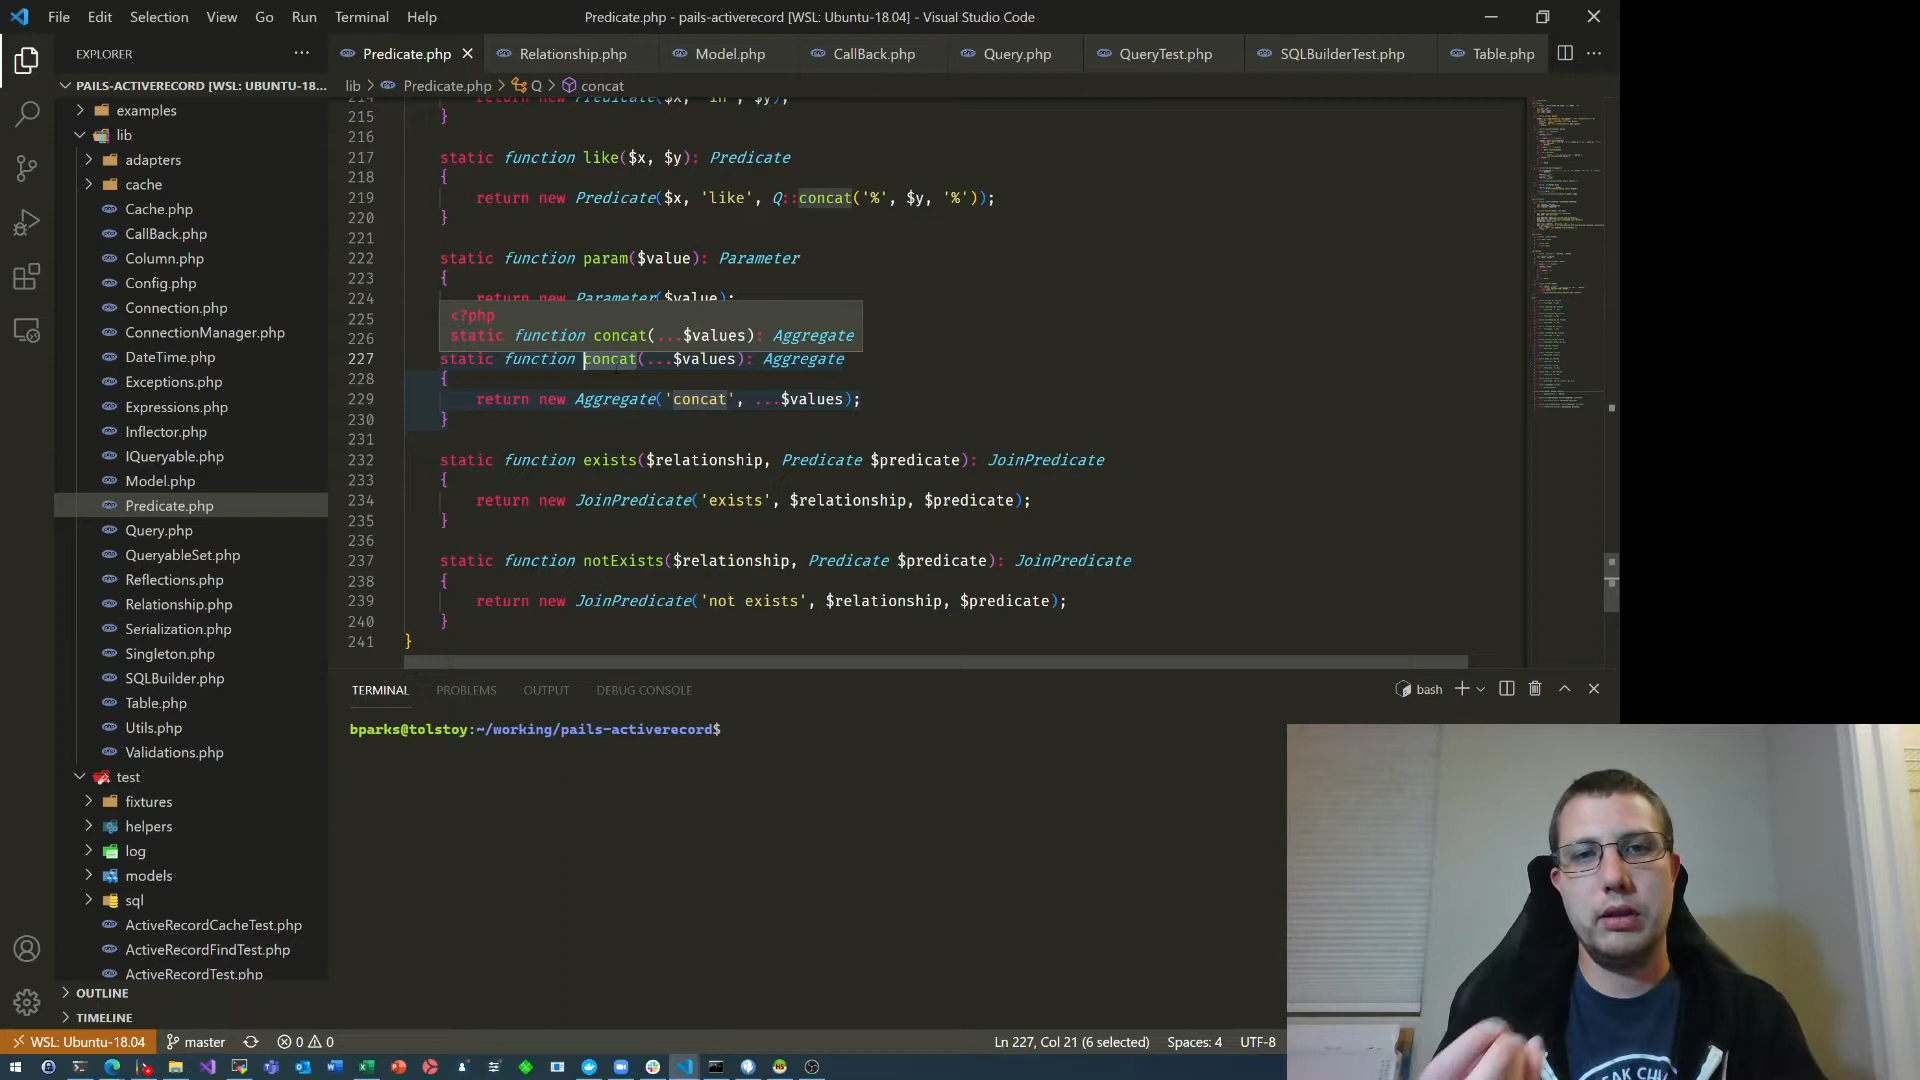 File Edit Selection View Go Run Terminal Help
Predicate.php - pails-activerecord [WSL: Ubuntu-18.04] - Visual Studio Code
EXPLORER
Predicate.php Relationship.php Model.php CallBack.php Query.php QueryTest.php SQLBuilderTest.php Table.php
PAILS-ACTIVERECORD [WSL: UBUNTU-18...
lib > Predicate.php > Q > concat
examples
lib
adapters
cache
Cache.php
CallBack.php
Column.php
Config.php
Connection.php
ConnectionManager.php
DateTime.php
Exceptions.php
Expressions.php
Inflector.php
IQueryable.php
Model.php
Predicate.php
Query.php
QueryableSet.php
Reflections.php
Relationship.php
Serialization.php
Singleton.php
SQLBuilder.php
Table.php
Utils.php
Validations.php
test
fixtures
helpers
log
models
sql
ActiveRecordCacheTest.php
ActiveRecordFindTest.php
ActiveRecordTest.php
OUTLINE
TIMELINE
214 return new Predicate($x, 'in', $y);
215 }
216
217 static function like($x, $y): Predicate
218 {
219 return new Predicate($x, 'like', Q::concat('%', $y, '%'));
220 }
221
222 static function param($value): Parameter
223 {
224 return new Parameter($value);
225
226
<?php
static function concat(...$values): Aggregate
227 static function concat(...$values): Aggregate
228 {
229 return new Aggregate('concat', ...$values);
230 }
231
232 static function exists($relationship, Predicate $predicate): JoinPredicate
233 {
234 return new JoinPredicate('exists', $relationship, $predicate);
235 }
236
237 static function notExists($relationship, Predicate $predicate): JoinPredicate
238 {
239 return new JoinPredicate('not exists', $relationship, $predicate);
240 }
241 }
TERMINAL PROBLEMS OUTPUT DEBUG CONSOLE
bash
bparks@tolstoy:~/working/pails-activerecord$
WSL: Ubuntu-18.04 master 0 0
Ln 227, Col 21 (6 selected) Spaces: 4 UTF-8